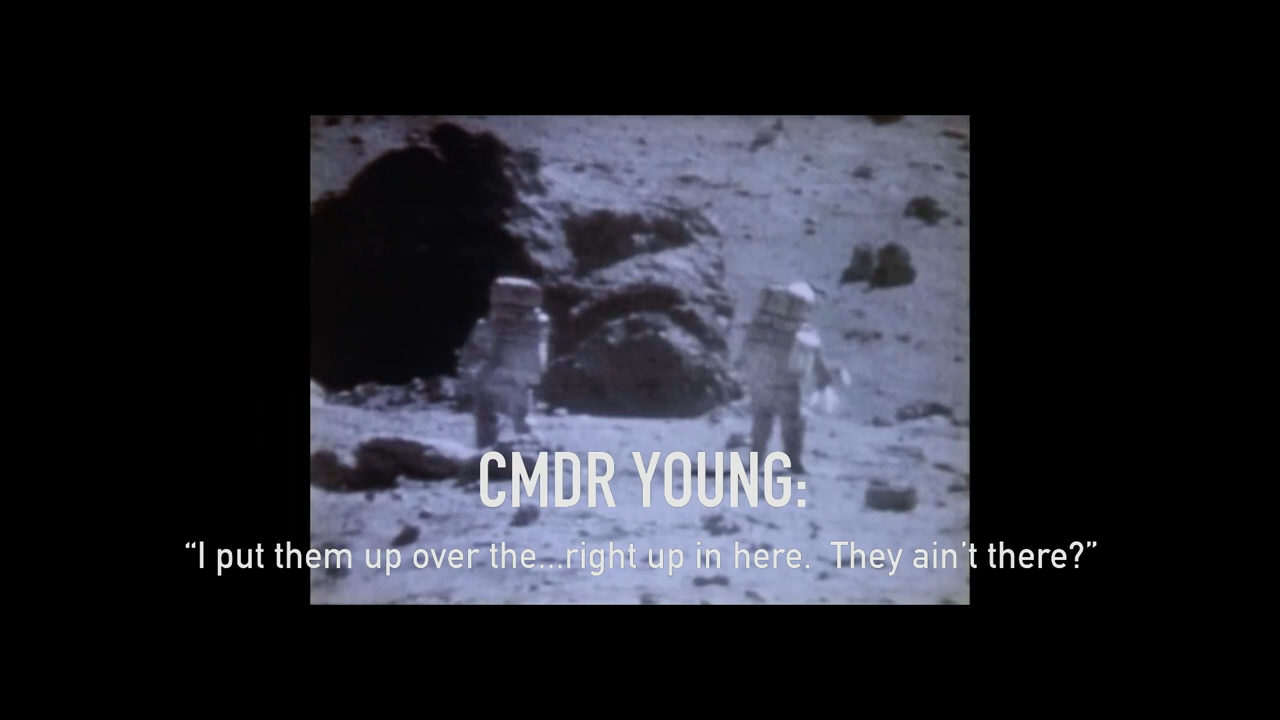 CMDR YOUNG:
“I put them up over the...right up in here.  They ain’t there?”